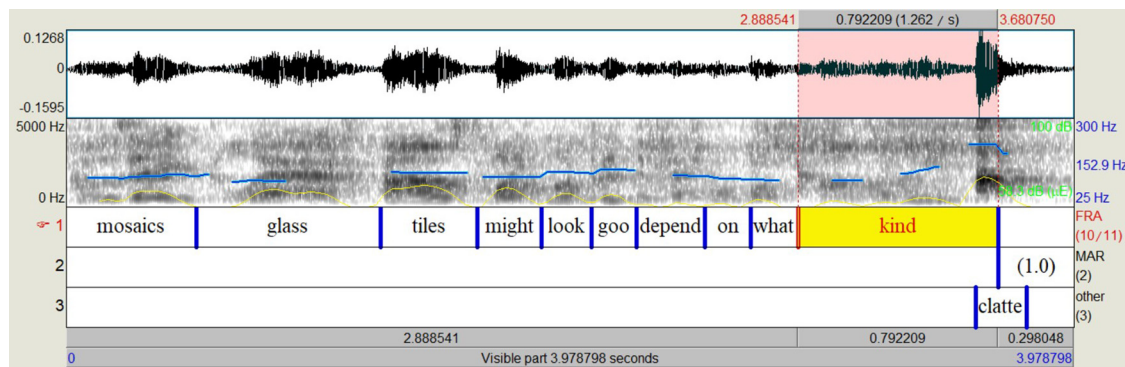 2.888541 0.792209 (1.262 / s) 3.680750
0.1268
0
-0.1595
5000 Hz 100 dB 300 Hz
152.9 Hz
0 Hz dB (µE) 25 Hz
☞ 1 mosaics glass tiles might look goo depend on what kind FRA
(10/11)
2 (1.0) MAR
(2)
3 clatte other
(3)
2.888541 0.792209 0.298048
0 Visible part 3.978798 seconds 3.978798